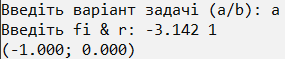 Введіть варіант задачі (a/b): a
Введіть fi & r: -3.142 1
(-1.000; 0.000)